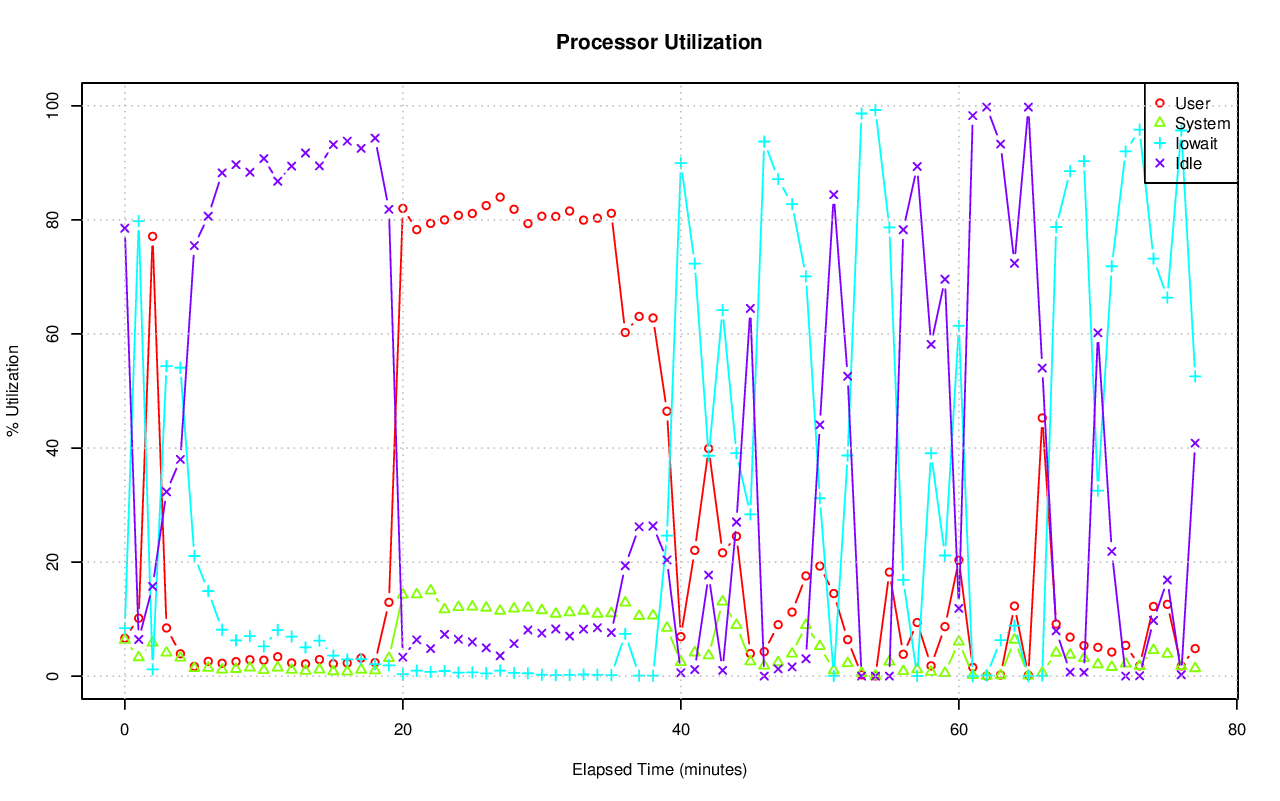 Processor Utilization
% Utilization
100
80
60
40
20
0
User
System
Iowait
Idle
0 20 40 60 80
Elapsed Time (minutes)